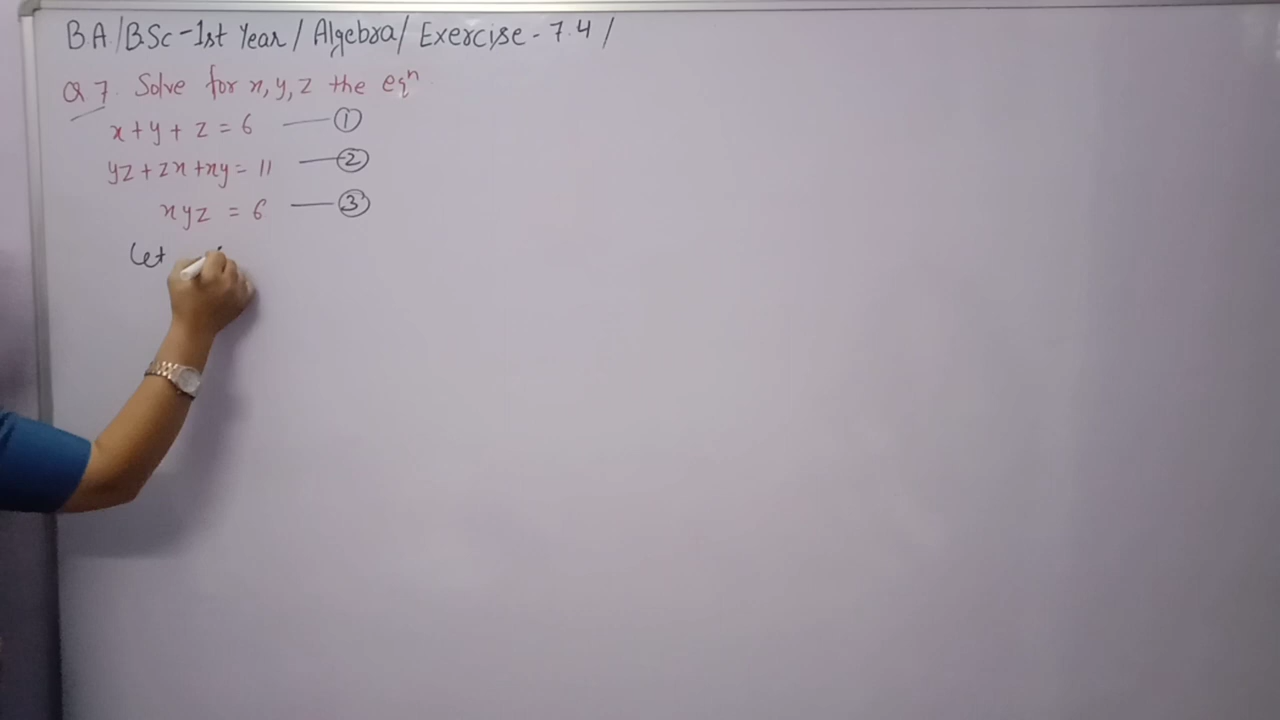 BA/BSc-1st Year/ Algebra/ Exercise-7.4/
Q 7. Solve for x, y, z the eqⁿ.
x + y + z = 6 —— ①
yz + zx + xy = 11 —— ②
xyz = 6 —— ③
Let